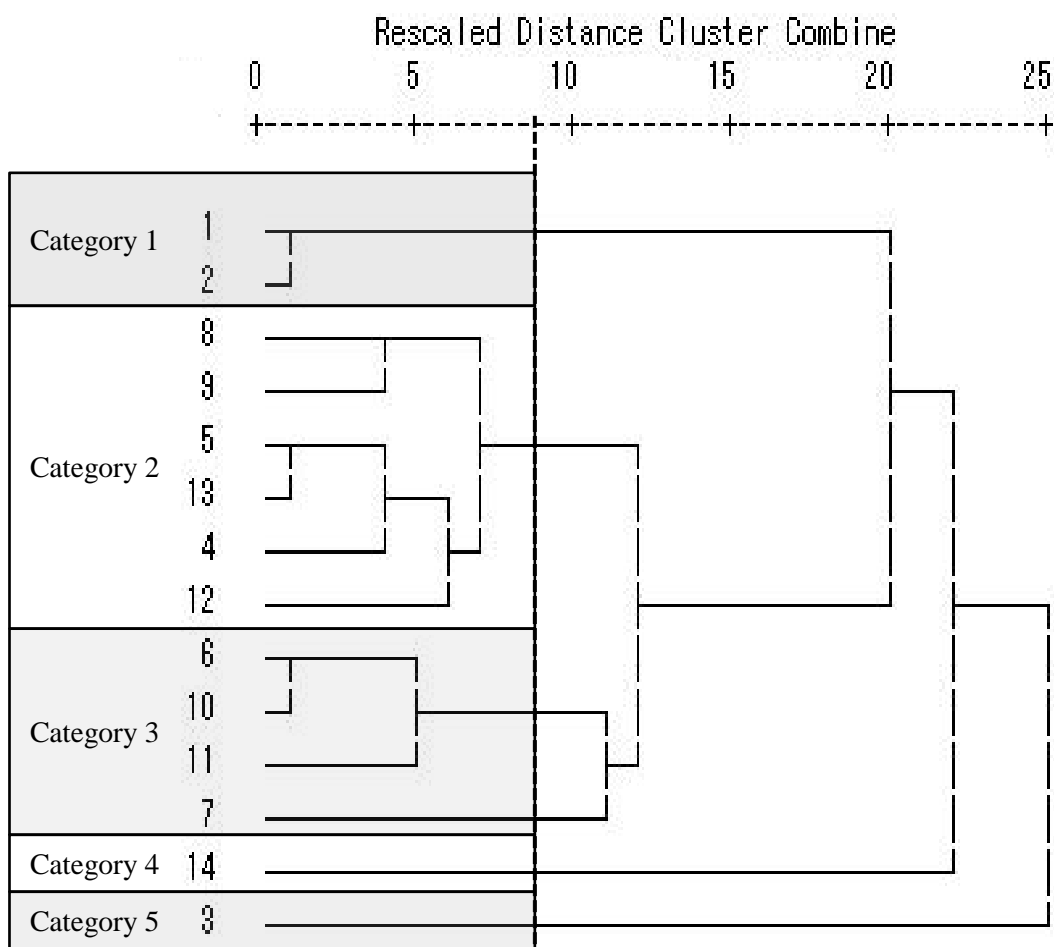 Rescaled Distance Cluster Combine
0 5 10 15 20 25
Category 1
1
2
Category 2
8
9
5
13
4
12
Category 3
6
10
11
7
Category 4 14
Category 5 3